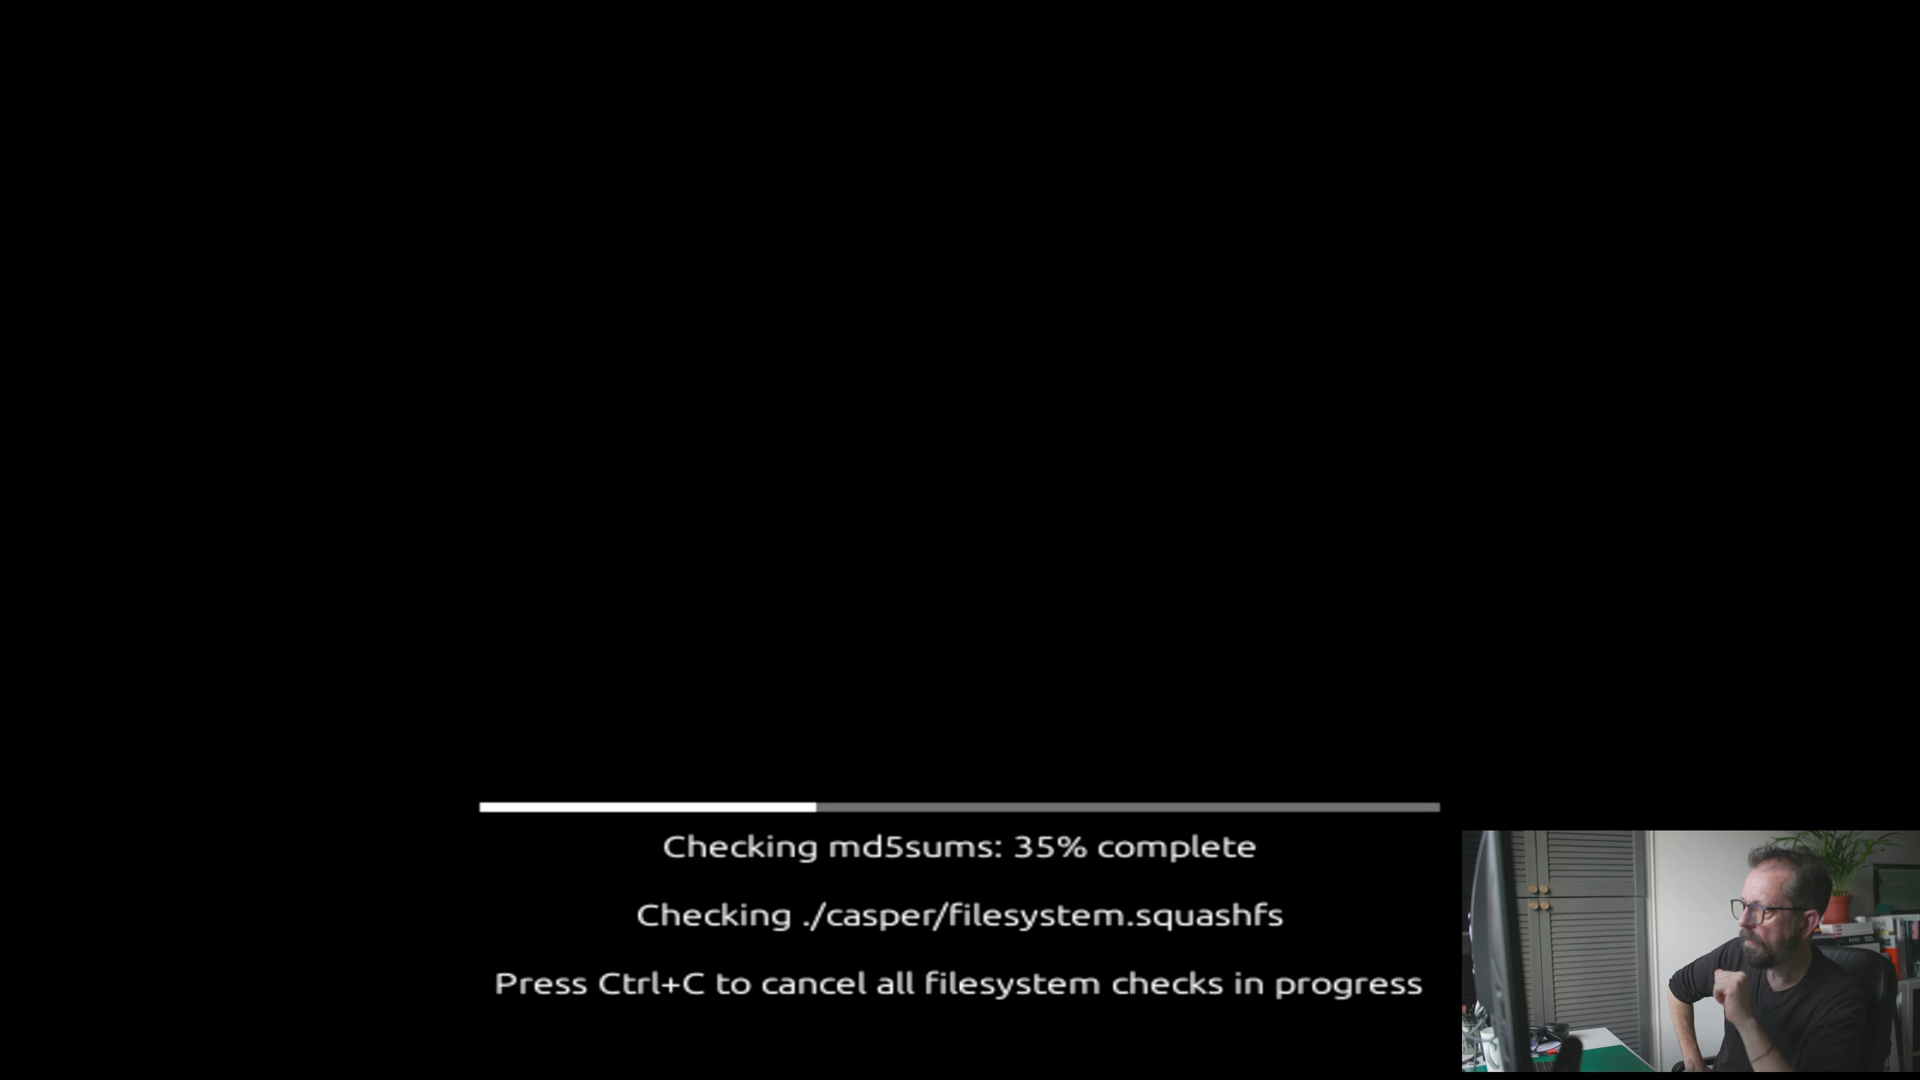 Checking md5sums: 35% complete
Checking ./casper/filesystem.squashfs
Press Ctrl+C to cancel all filesystem checks in progress